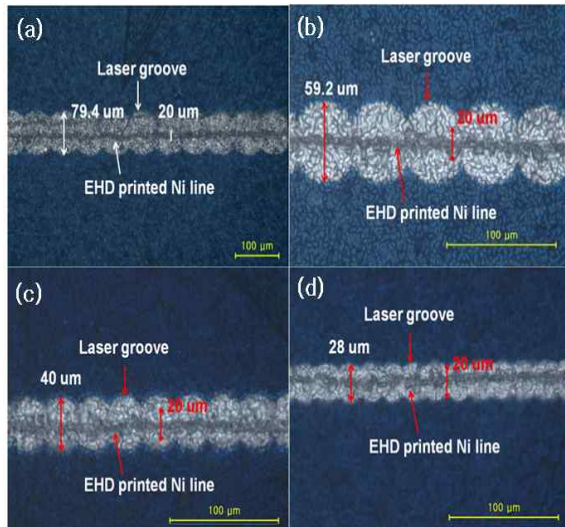 (a)
Laser groove
79.4 um
20 um
EHD printed Ni line
100 μm
(b)
Laser groove
59.2 um
20 um
EHD printed Ni line
100 μm
(c)
Laser groove
40 um
20 um
EHD printed Ni line
100 μm
(d)
Laser groove
28 um
20 um
EHD printed Ni line
100 μm